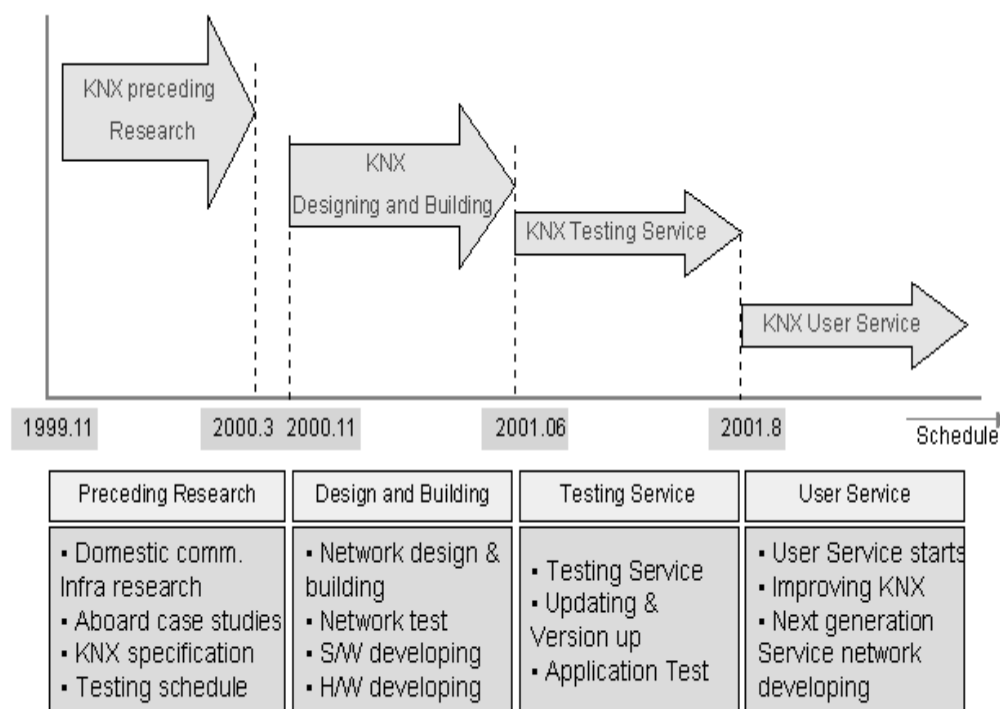 KNX preceding
Research
KNX
Designing and Building
KNX Testing Service
KNX User Service
1999.11
2000.3
2000.11
2001.06
2001.8
Schedule
Preceding Research
▪ Domestic comm.
Infra research
▪ Aboard case studies
▪ KNX specification
▪ Testing schedule
Design and Building
▪ Network design &
building
▪ Network test
▪ S/W developing
▪ H/W developing
Testing Service
▪ Testing Service
▪ Updating &
Version up
▪ Application Test
User Service
▪ User Service starts
▪ Improving KNX
▪ Next generation
Service network
developing